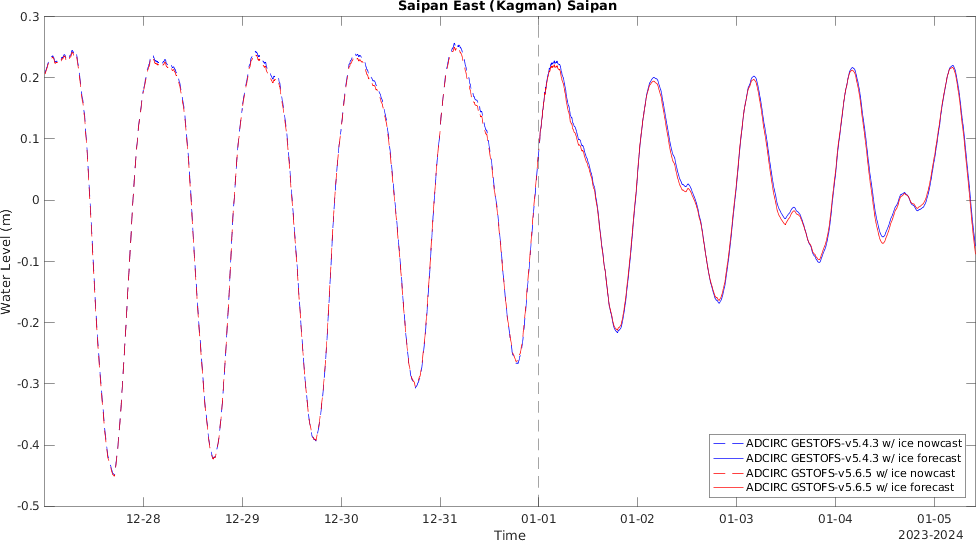 Saipan East (Kagman) Saipan
0.3
0.2
0.1
0
-0.1
-0.2
-0.3
-0.4
-0.5
Water Level (m)
ADCIRC GESTOFS-v5.4.3 w/ ice nowcast
ADCIRC GESTOFS-v5.4.3 w/ ice forecast
ADCIRC GSTOFS-v5.6.5 w/ ice nowcast
ADCIRC GSTOFS-v5.6.5 w/ ice forecast
12-28 12-29 12-30 12-31 01-01 01-02 01-03 01-04 01-05
Time
2023-2024